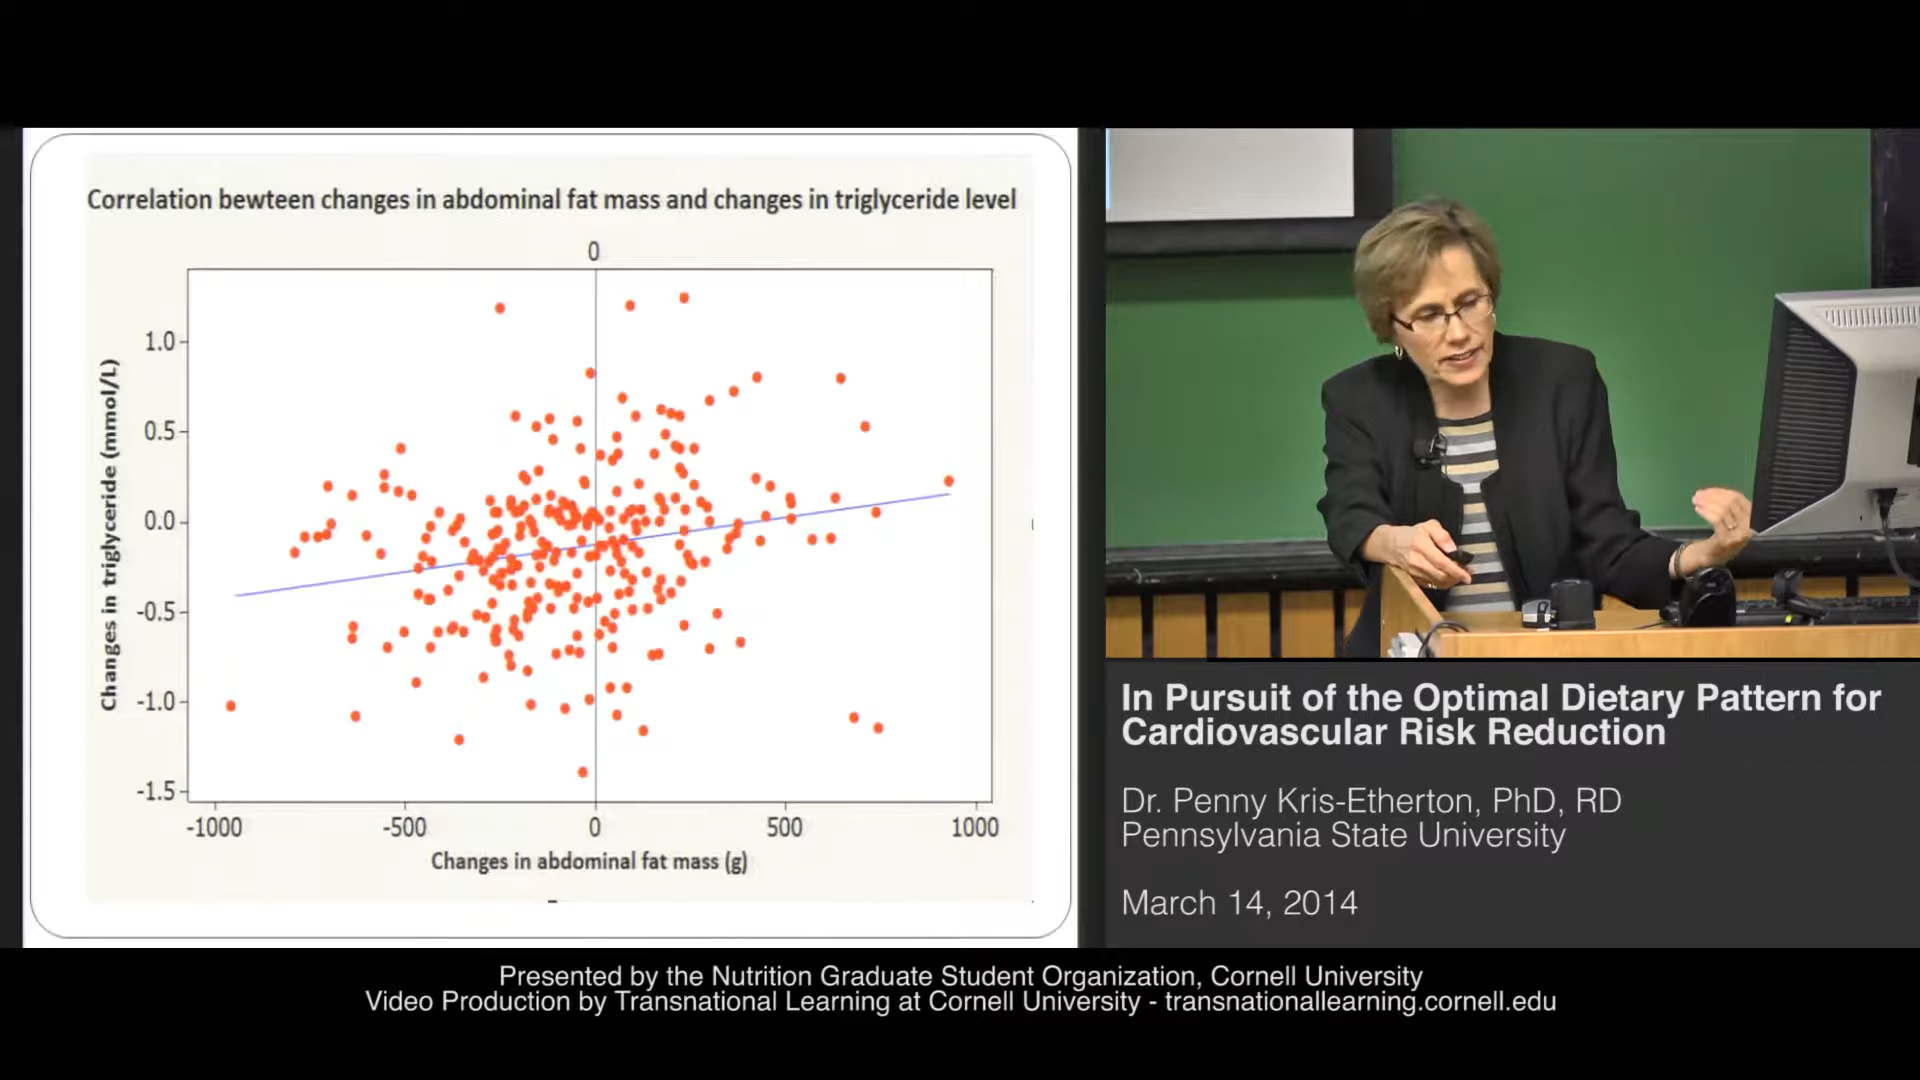 Correlation bewteen changes in abdominal fat mass and changes in triglyceride level
0
1.0
0.5
0.0
-0.5
-1.0
-1.5
Changes in triglyceride (mmol/L)
-1000
-500
0
500
1000
Changes in abdominal fat mass (g)
In Pursuit of the Optimal Dietary Pattern for
Cardiovascular Risk Reduction
Dr. Penny Kris-Etherton, PhD, RD
Pennsylvania State University
March 14, 2014
Presented by the Nutrition Graduate Student Organization, Cornell University
Video Production by Transnational Learning at Cornell University - transnationallearning.cornell.edu